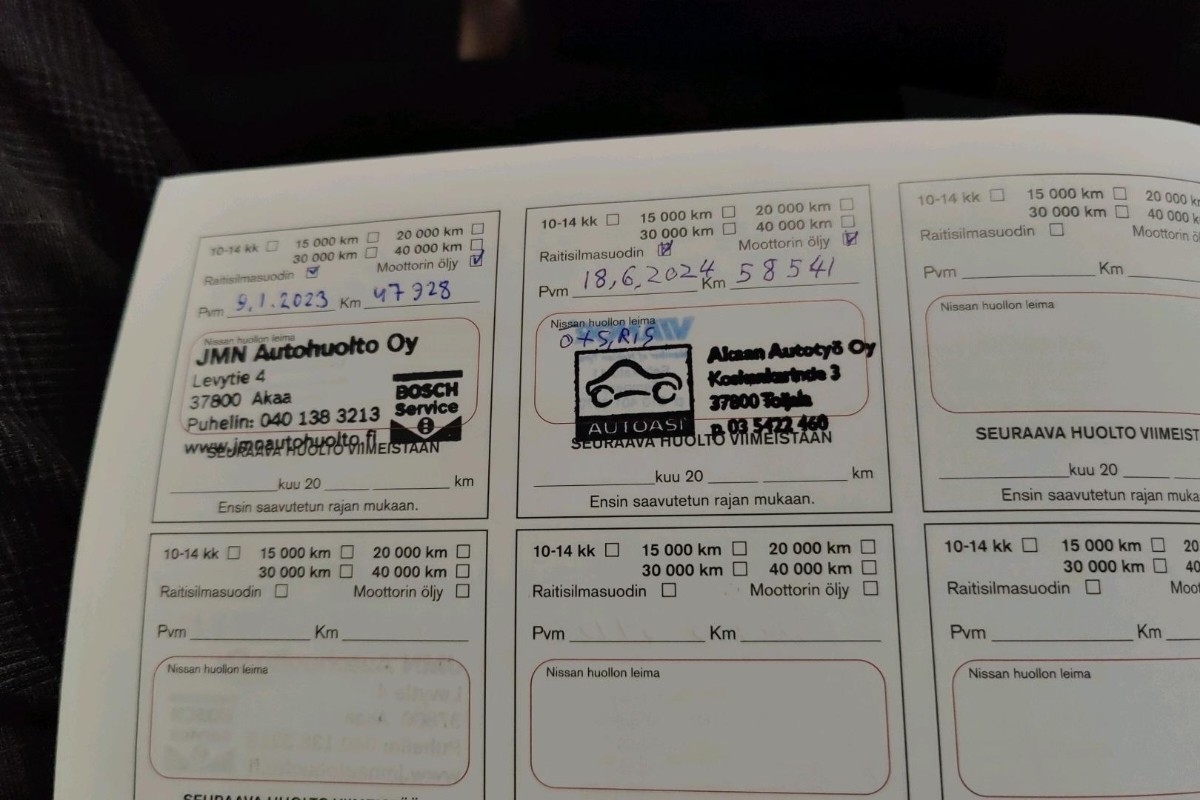 10-14 kk ☐ 15 000 km ☐ 20 000 km ☐
30 000 km ☐ 40 000 km ☐
Raitisilmasuodin ☑ Moottorin öljy ☑
Pvm 9.1.2023 Km 47928
Nissan huollon leima
JMN Autohuolto Oy
Levytie 4
37800 Akaa
Puhelin: 040 138 3213
www.jmnautohuolto.fi
BOSCH
Service
SEURAAVA HUOLTO VIIMEISTÄÄN
kuu 20 km
Ensin saavutetun rajan mukaan.
10-14 kk ☐ 15 000 km ☐ 20 000 km ☐
30 000 km ☐ 40 000 km ☐
Raitisilmasuodin ☑ Moottorin öljy ☑
Pvm 18,6,2024 Km 58541
Nissan huollon leima
AUTOASI
Akaan Autotyö Oy
37800 Toijala
p. 03 5422 460
SEURAAVA HUOLTO VIIMEISTÄÄN
kuu 20 km
Ensin saavutetun rajan mukaan.
10-14 kk ☐ 15 000 km ☐ 20 000
30 000 km ☐ 40 000
Raitisilmasuodin ☐
Pvm Km
Nissan huollon leima
SEURAAVA HUOLTO
kuu 20
Ensin saavutetun rajan
10-14 kk ☐ 15 000 km ☐ 20 000 km ☐
30 000 km ☐ 40 000 km ☐
Raitisilmasuodin ☐ Moottorin öljy ☐
Pvm Km
Nissan huollon leima
10-14 kk ☐ 15 000 km ☐ 20 000 km ☐
30 000 km ☐ 40 000 km ☐
Raitisilmasuodin ☐ Moottorin öljy ☐
Pvm Km
Nissan huollon leima
10-14 kk ☐ 15 000 km ☐ 20
30 000 km ☐ 40
Raitisilmasuodin ☐
Pvm Km
Nissan huollon leima